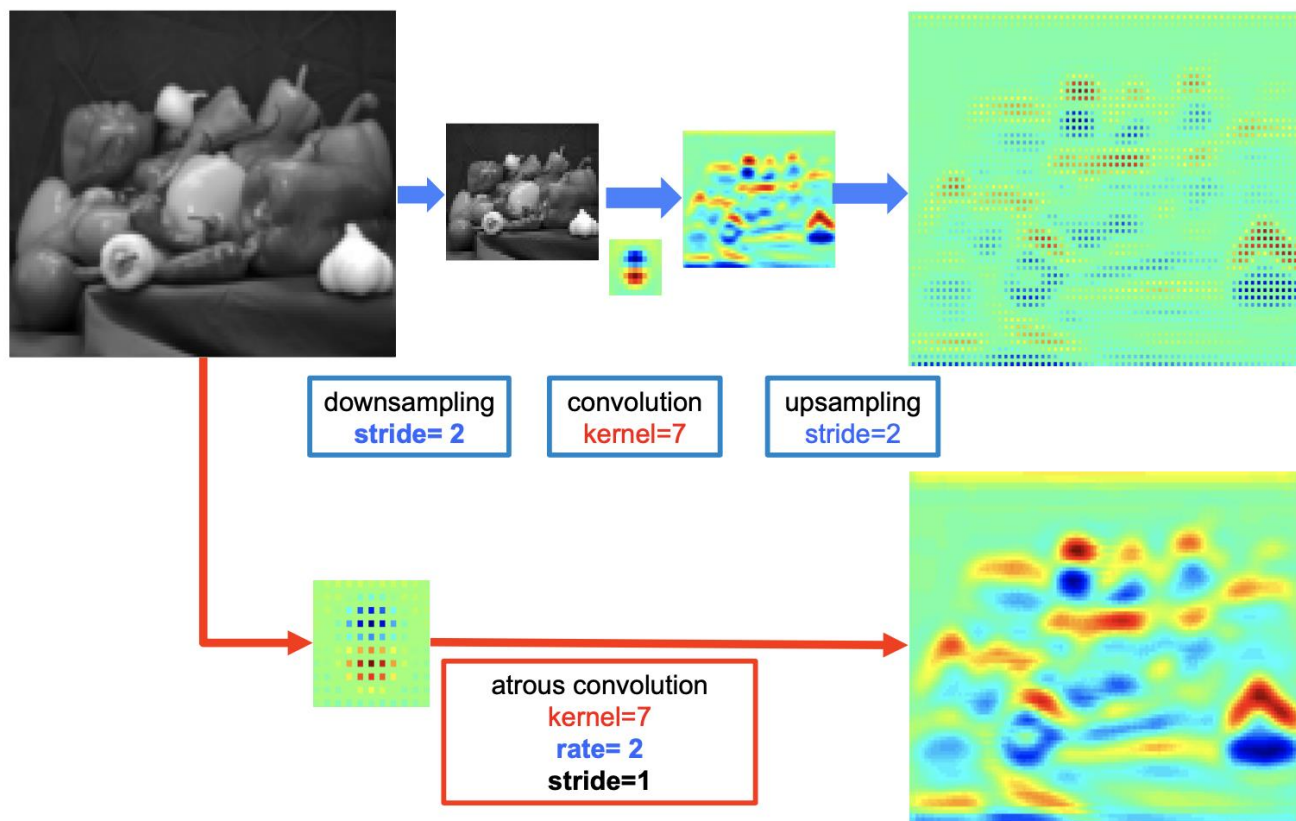 downsampling
stride= 2
convolution
kernel=7
upsampling
stride=2
atrous convolution
kernel=7
rate= 2
stride=1